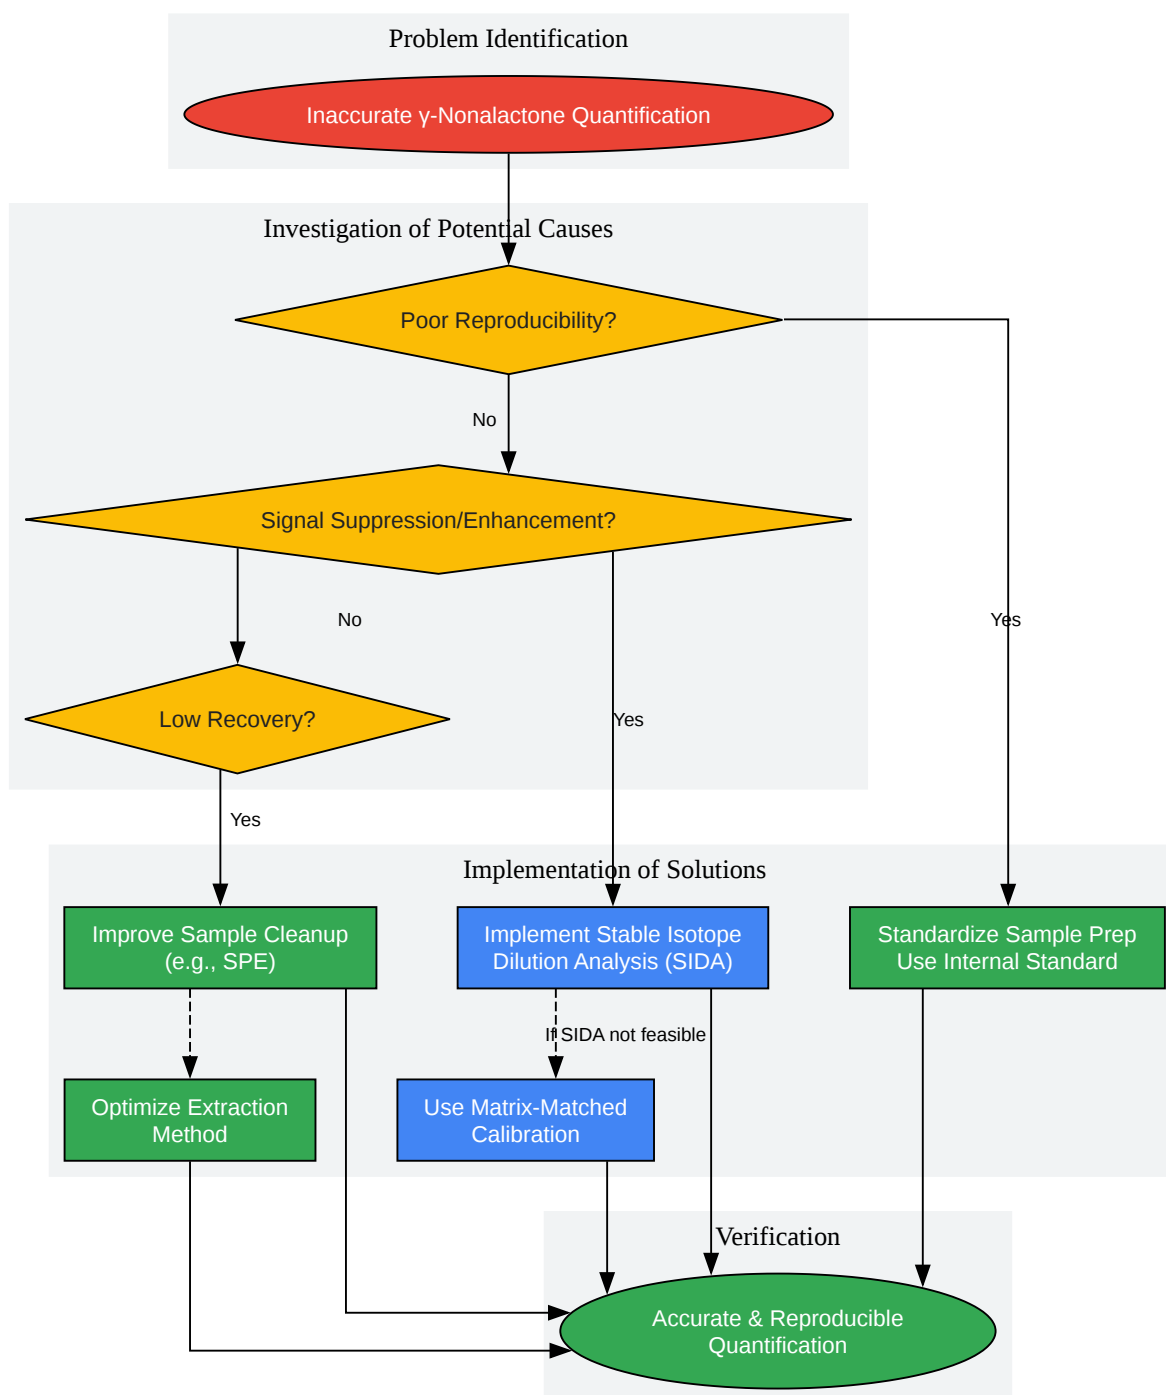 Problem Identification
Inaccurate γ-Nonalactone Quantification
Investigation of Potential Causes
Poor Reproducibility?
No
Signal Suppression/Enhancement?
No
Yes
Low Recovery?
Yes
Yes
Implementation of Solutions
Improve Sample Cleanup
(e.g., SPE)
Implement Stable Isotope
Dilution Analysis (SIDA)
Standardize Sample Prep
Use Internal Standard
If SIDA not feasible
Optimize Extraction
Method
Use Matrix-Matched
Calibration
Verification
Accurate & Reproducible
Quantification